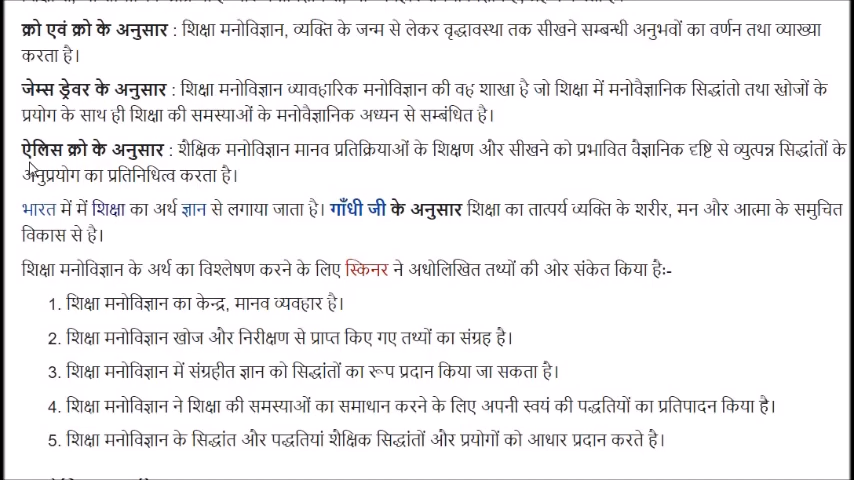 क्रो एवं क्रो के अनुसार : शिक्षा मनोविज्ञान, व्यक्ति के जन्म से लेकर वृद्धावस्था तक सीखने सम्बन्धी अनुभवों का वर्णन तथा व्याख्या
करता है।
जेम्स ड्रेवर के अनुसार : शिक्षा मनोविज्ञान व्यावहारिक मनोविज्ञान की वह शाखा है जो शिक्षा में मनोवैज्ञानिक सिद्धांतो तथा खोजों के
प्रयोग के साथ ही शिक्षा की समस्याओं के मनोवैज्ञानिक अध्यन से सम्बंधित है।
ऐलिस क्रो के अनुसार : शैक्षिक मनोविज्ञान मानव प्रतिक्रियाओं के शिक्षण और सीखने को प्रभावित वैज्ञानिक दृष्टि से व्युत्पन्न सिद्धांतों के
अनुप्रयोग का प्रतिनिधित्व करता है।
भारत में में शिक्षा का अर्थ ज्ञान से लगाया जाता है। गाँधी जी के अनुसार शिक्षा का तात्पर्य व्यक्ति के शरीर, मन और आत्मा के समुचित
विकास से है।
शिक्षा मनोविज्ञान के अर्थ का विश्लेषण करने के लिए स्किनर ने अधोलिखित तथ्यों की ओर संकेत किया है:-
1. शिक्षा मनोविज्ञान का केन्द्र, मानव व्यवहार है।
2. शिक्षा मनोविज्ञान खोज और निरीक्षण से प्राप्त किए गए तथ्यों का संग्रह है।
3. शिक्षा मनोविज्ञान में संग्रहीत ज्ञान को सिद्धांतों का रूप प्रदान किया जा सकता है।
4. शिक्षा मनोविज्ञान ने शिक्षा की समस्याओं का समाधान करने के लिए अपनी स्वयं की पद्धतियों का प्रतिपादन किया है।
5. शिक्षा मनोविज्ञान के सिद्धांत और पद्धतियां शैक्षिक सिद्धांतों और प्रयोगों को आधार प्रदान करते है।